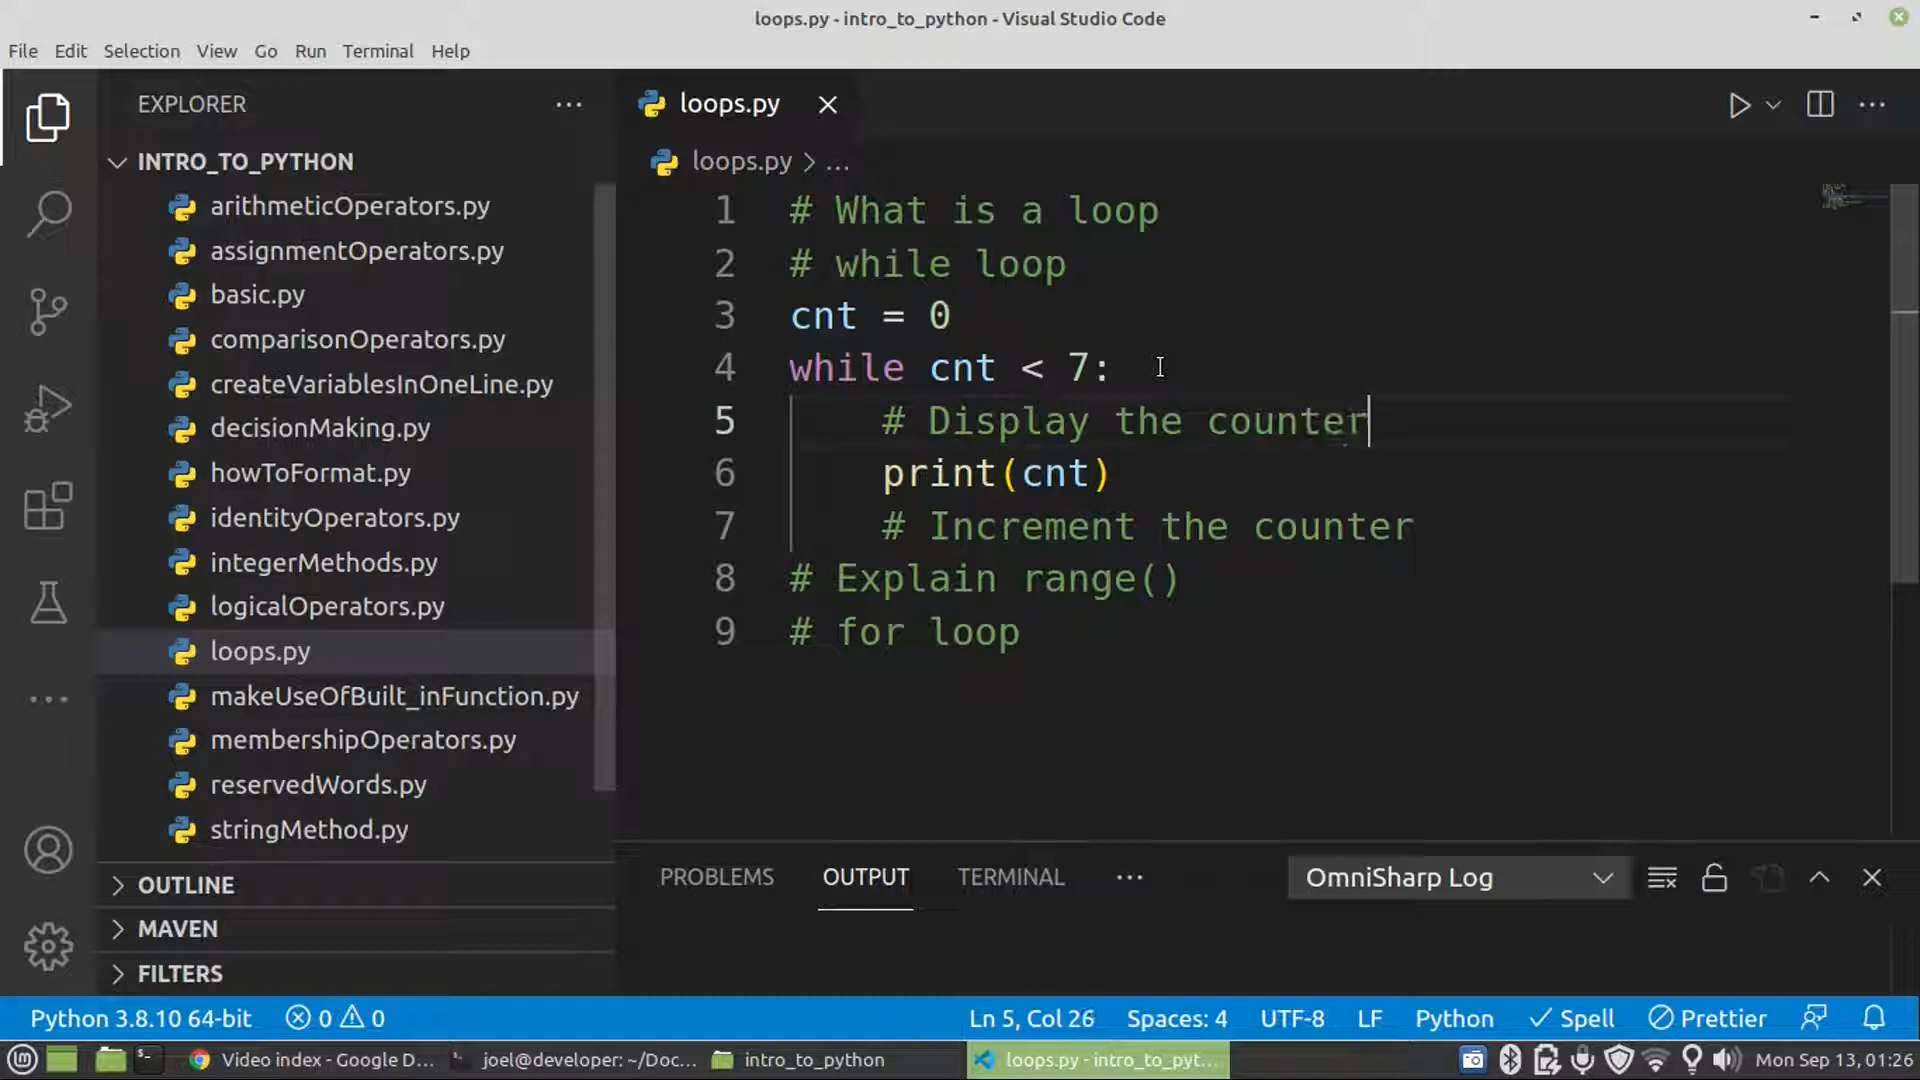 loops.py - intro_to_python - Visual Studio Code
File Edit Selection View Go Run Terminal Help
EXPLORER
INTRO_TO_PYTHON
arithmeticOperators.py
assignmentOperators.py
basic.py
comparisonOperators.py
createVariablesInOneLine.py
decisionMaking.py
howToFormat.py
identityOperators.py
integerMethods.py
logicalOperators.py
loops.py
makeUseOfBuilt_inFunction.py
membershipOperators.py
reservedWords.py
stringMethod.py
OUTLINE
MAVEN
FILTERS
loops.py
loops.py > ...
1 # What is a loop
2 # while loop
3 cnt = 0
4 while cnt < 7:
5 # Display the counter
6 print(cnt)
7 # Increment the counter
8 # Explain range()
9 # for loop
PROBLEMS OUTPUT TERMINAL ... OmniSharp Log
Python 3.8.10 64-bit 0 0 Ln 5, Col 26 Spaces: 4 UTF-8 LF Python Spell Prettier
Video index - Google D... joel@developer: ~/Doc... intro_to_python loops.py - intro_to_pyt... Mon Sep 13, 01:26